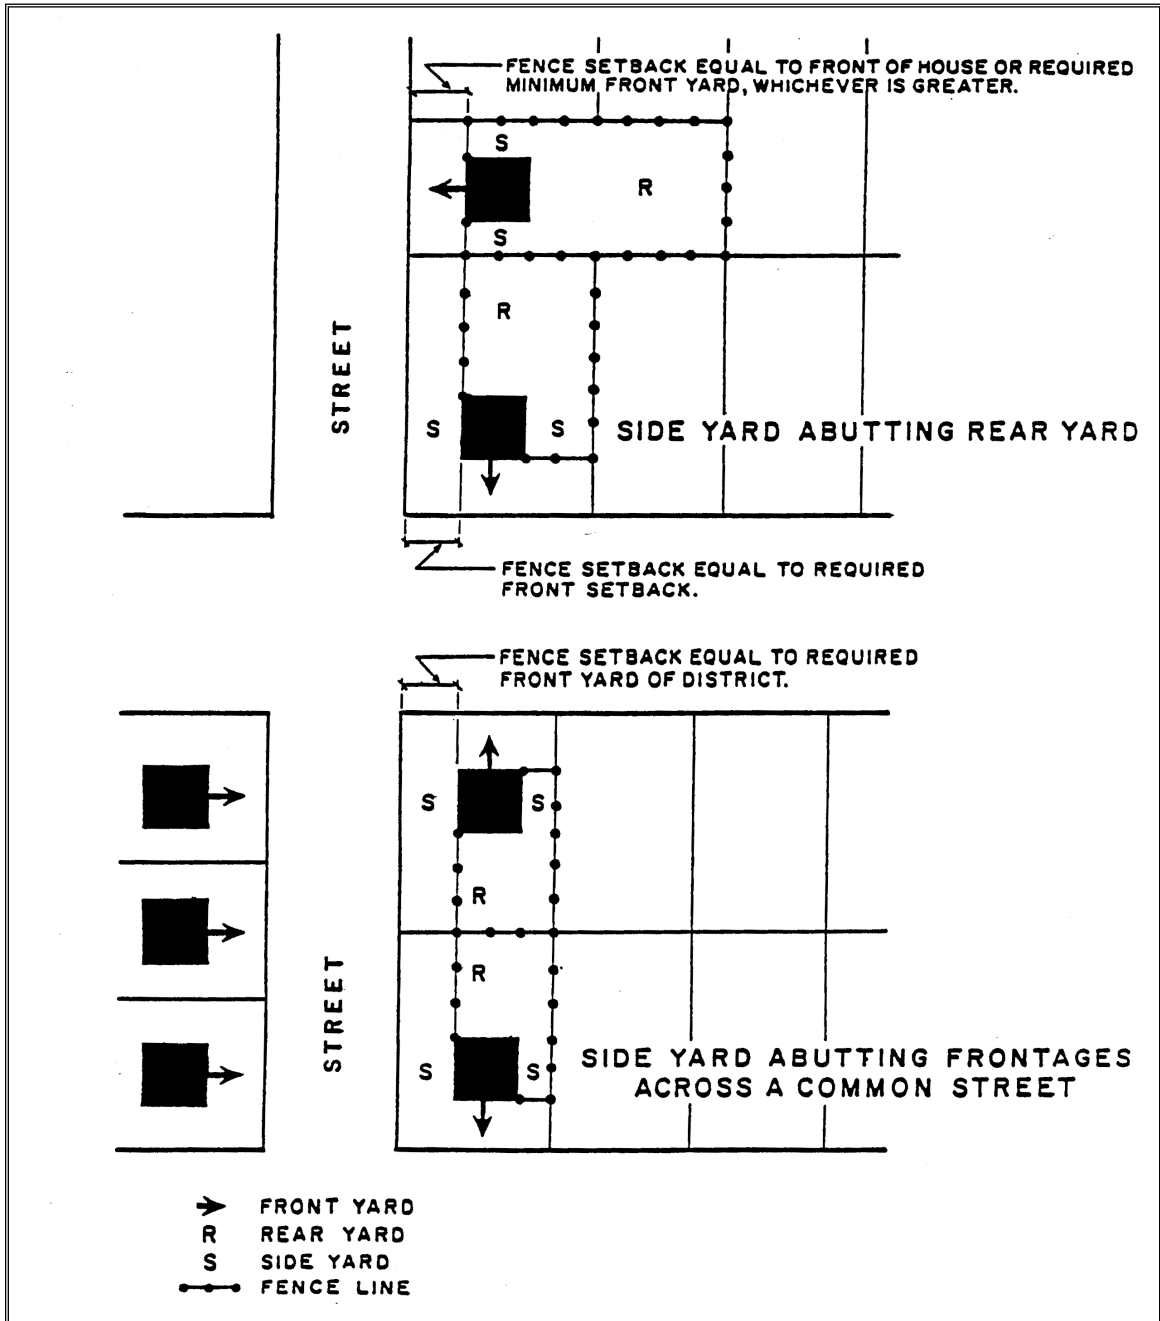 FENCE SETBACK EQUAL TO FRONT OF HOUSE OR REQUIRED
MINIMUM FRONT YARD, WHICHEVER IS GREATER.
S
R
S
R
STREET
S
S
SIDE YARD ABUTTING REAR YARD
FENCE SETBACK EQUAL TO REQUIRED
FRONT SETBACK.
FENCE SETBACK EQUAL TO REQUIRED
FRONT YARD OF DISTRICT.
S
S
R
R
STREET
S
S
SIDE YARD ABUTTING FRONTAGES
ACROSS A COMMON STREET
FRONT YARD
R REAR YARD
S SIDE YARD
FENCE LINE